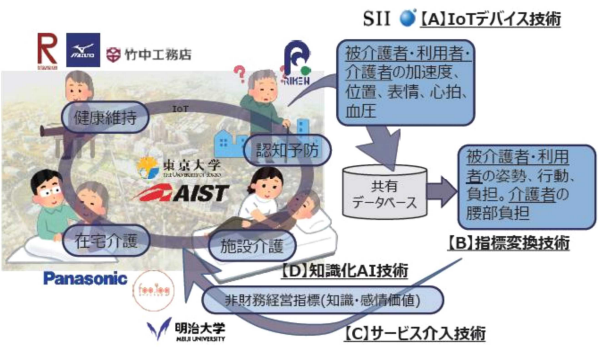 SII 【A】IoTデバイス技術
R
MIZUNO
竹中工務店
RIKEN
被介護者・利用者・
介護者の加速度、
位置、表情、心拍、
血圧
健康維持
IoT
認知予防
東京大学
THE UNIVERSITY OF TOKYO
AIST
共有
データベース
被介護者・利用
者の姿勢、行動、
負担。介護者の
腰部負担
在宅介護
施設介護
【B】指標変換技術
Panasonic
【D】知識化AI技術
非財務経営指標(知識・感情価値)
明治大学
MEIJI UNIVERSITY
【C】サービス介入技術